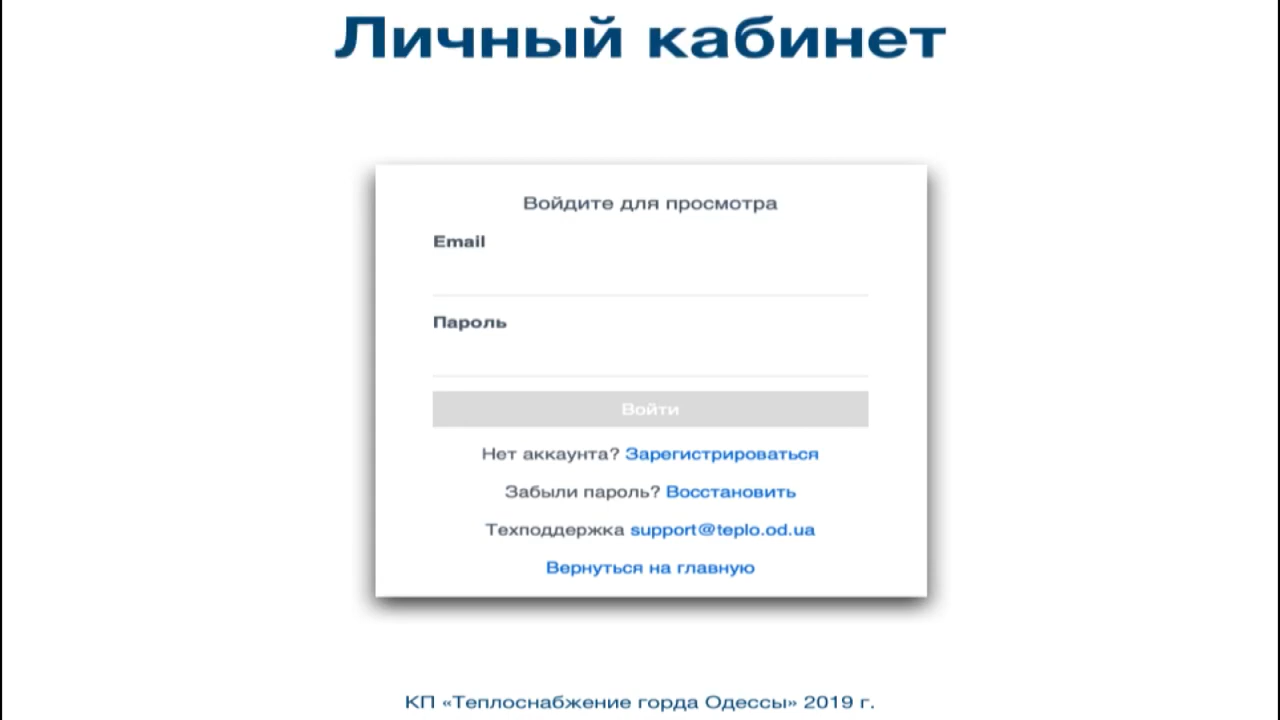 Личный кабинет
Войдите для просмотра
Email
Пароль
Войти
Нет аккаунта? Зарегистрироваться
Забыли пароль? Восстановить
Техподдержка support@teplo.od.ua
Вернуться на главную
КП «Теплоснабжение горда Одессы» 2019 г.